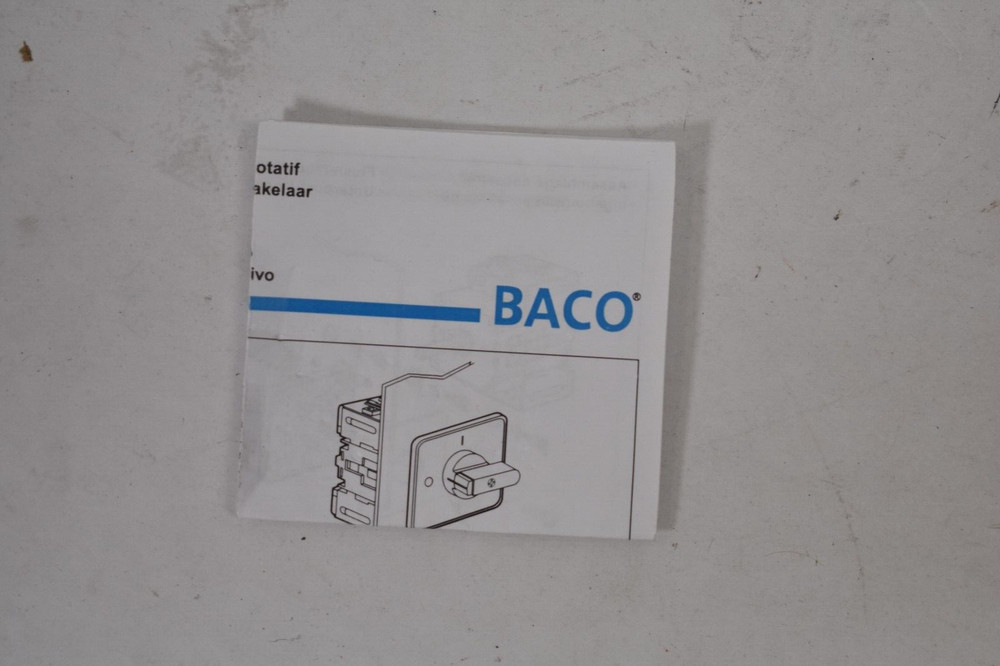 otatif
akelaar
ivo
BACO®
I